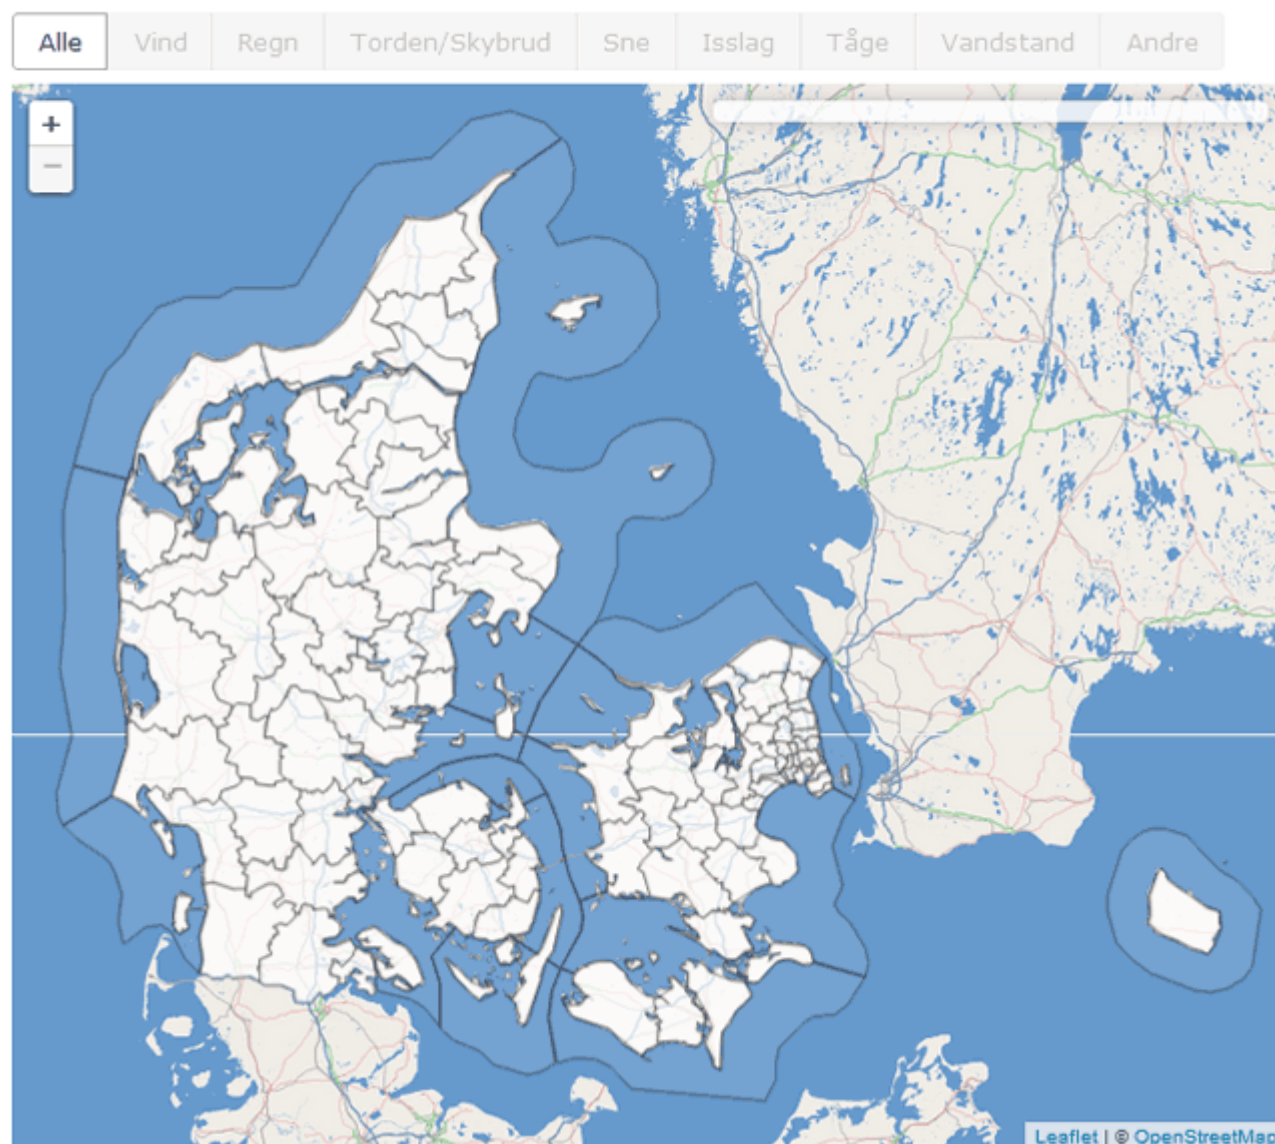 Alle Vind Regn Torden/Skybrud Sne Isslag Tåge Vandstand Andre
+
−
Leaflet | © OpenStreetMap